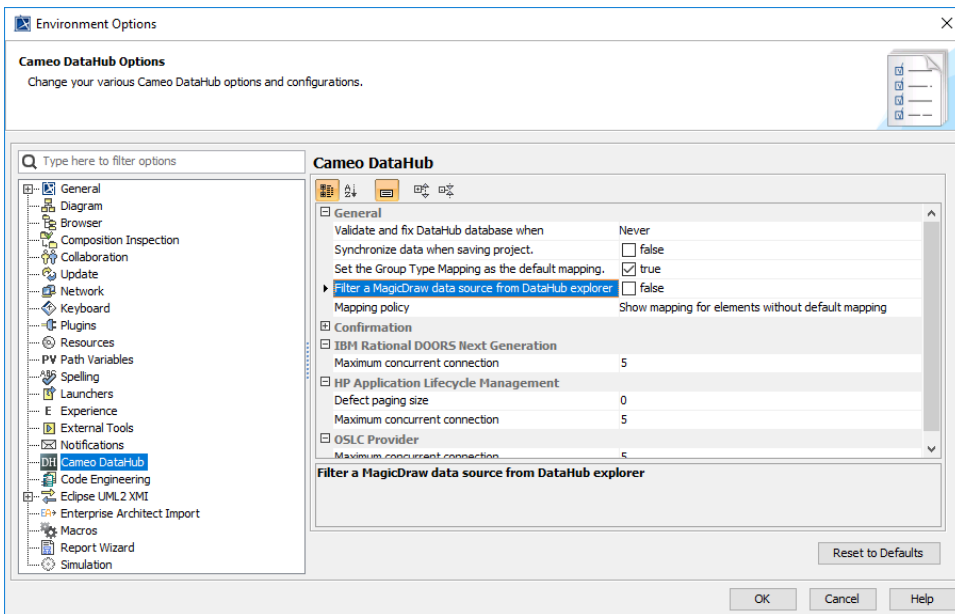 Environment Options
Cameo DataHub Options
Change your various Cameo DataHub options and configurations.
Type here to filter options
General
Diagram
Browser
Composition Inspection
Collaboration
Update
Network
Keyboard
Plugins
Resources
PV Path Variables
Spelling
Launchers
E Experience
External Tools
Notifications
DH Cameo DataHub
Code Engineering
Eclipse UML2 XMI
EA Enterprise Architect Import
Macros
Report Wizard
Simulation
Cameo DataHub
General
Validate and fix DataHub database when Never
Synchronize data when saving project. false
Set the Group Type Mapping as the default mapping. true
Filter a MagicDraw data source from DataHub explorer false
Mapping policy Show mapping for elements without default mapping
Confirmation
IBM Rational DOORS Next Generation
Maximum concurrent connection 5
HP Application Lifecycle Management
Defect paging size 0
Maximum concurrent connection 5
OSLC Provider
Maximum concurrent connection 5
Filter a MagicDraw data source from DataHub explorer
Reset to Defaults
OK Cancel Help